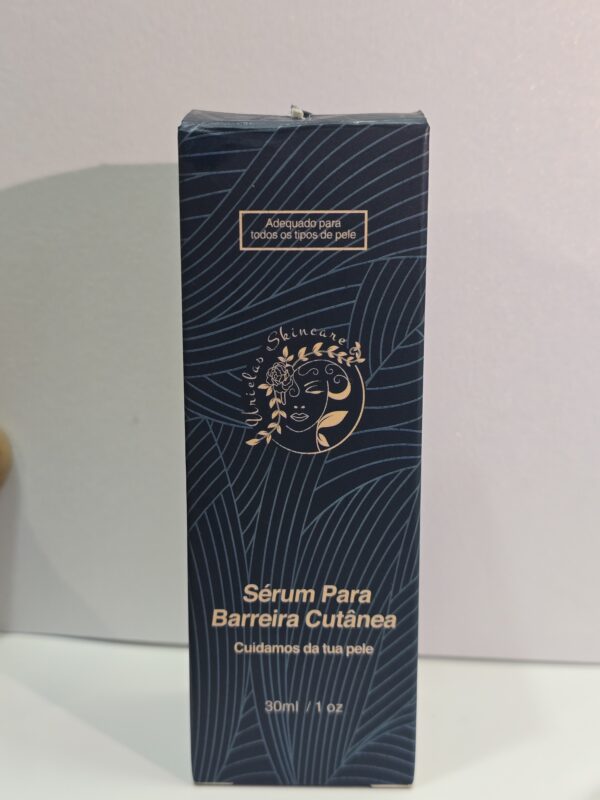 Adequado para
todos os tipos de pele
Urielas Skincare
Sérum Para
Barreira Cutânea
Cuidamos da tua pele
30ml / 1 oz